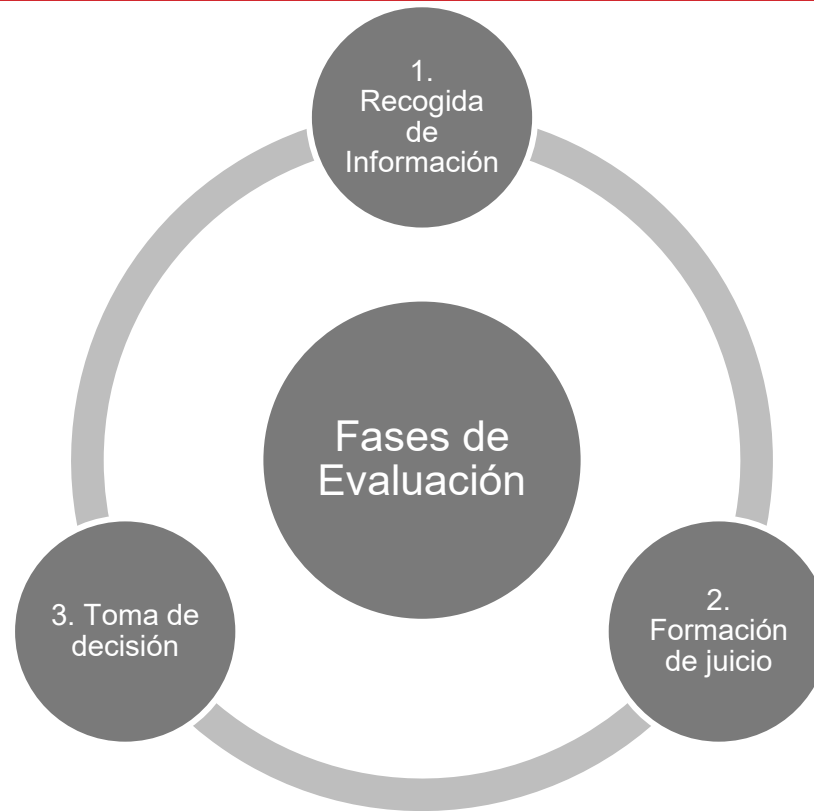 1.
Recogida
de
Información
Fases de
Evaluación
2.
Formación
de juicio
3. Toma de
decisión